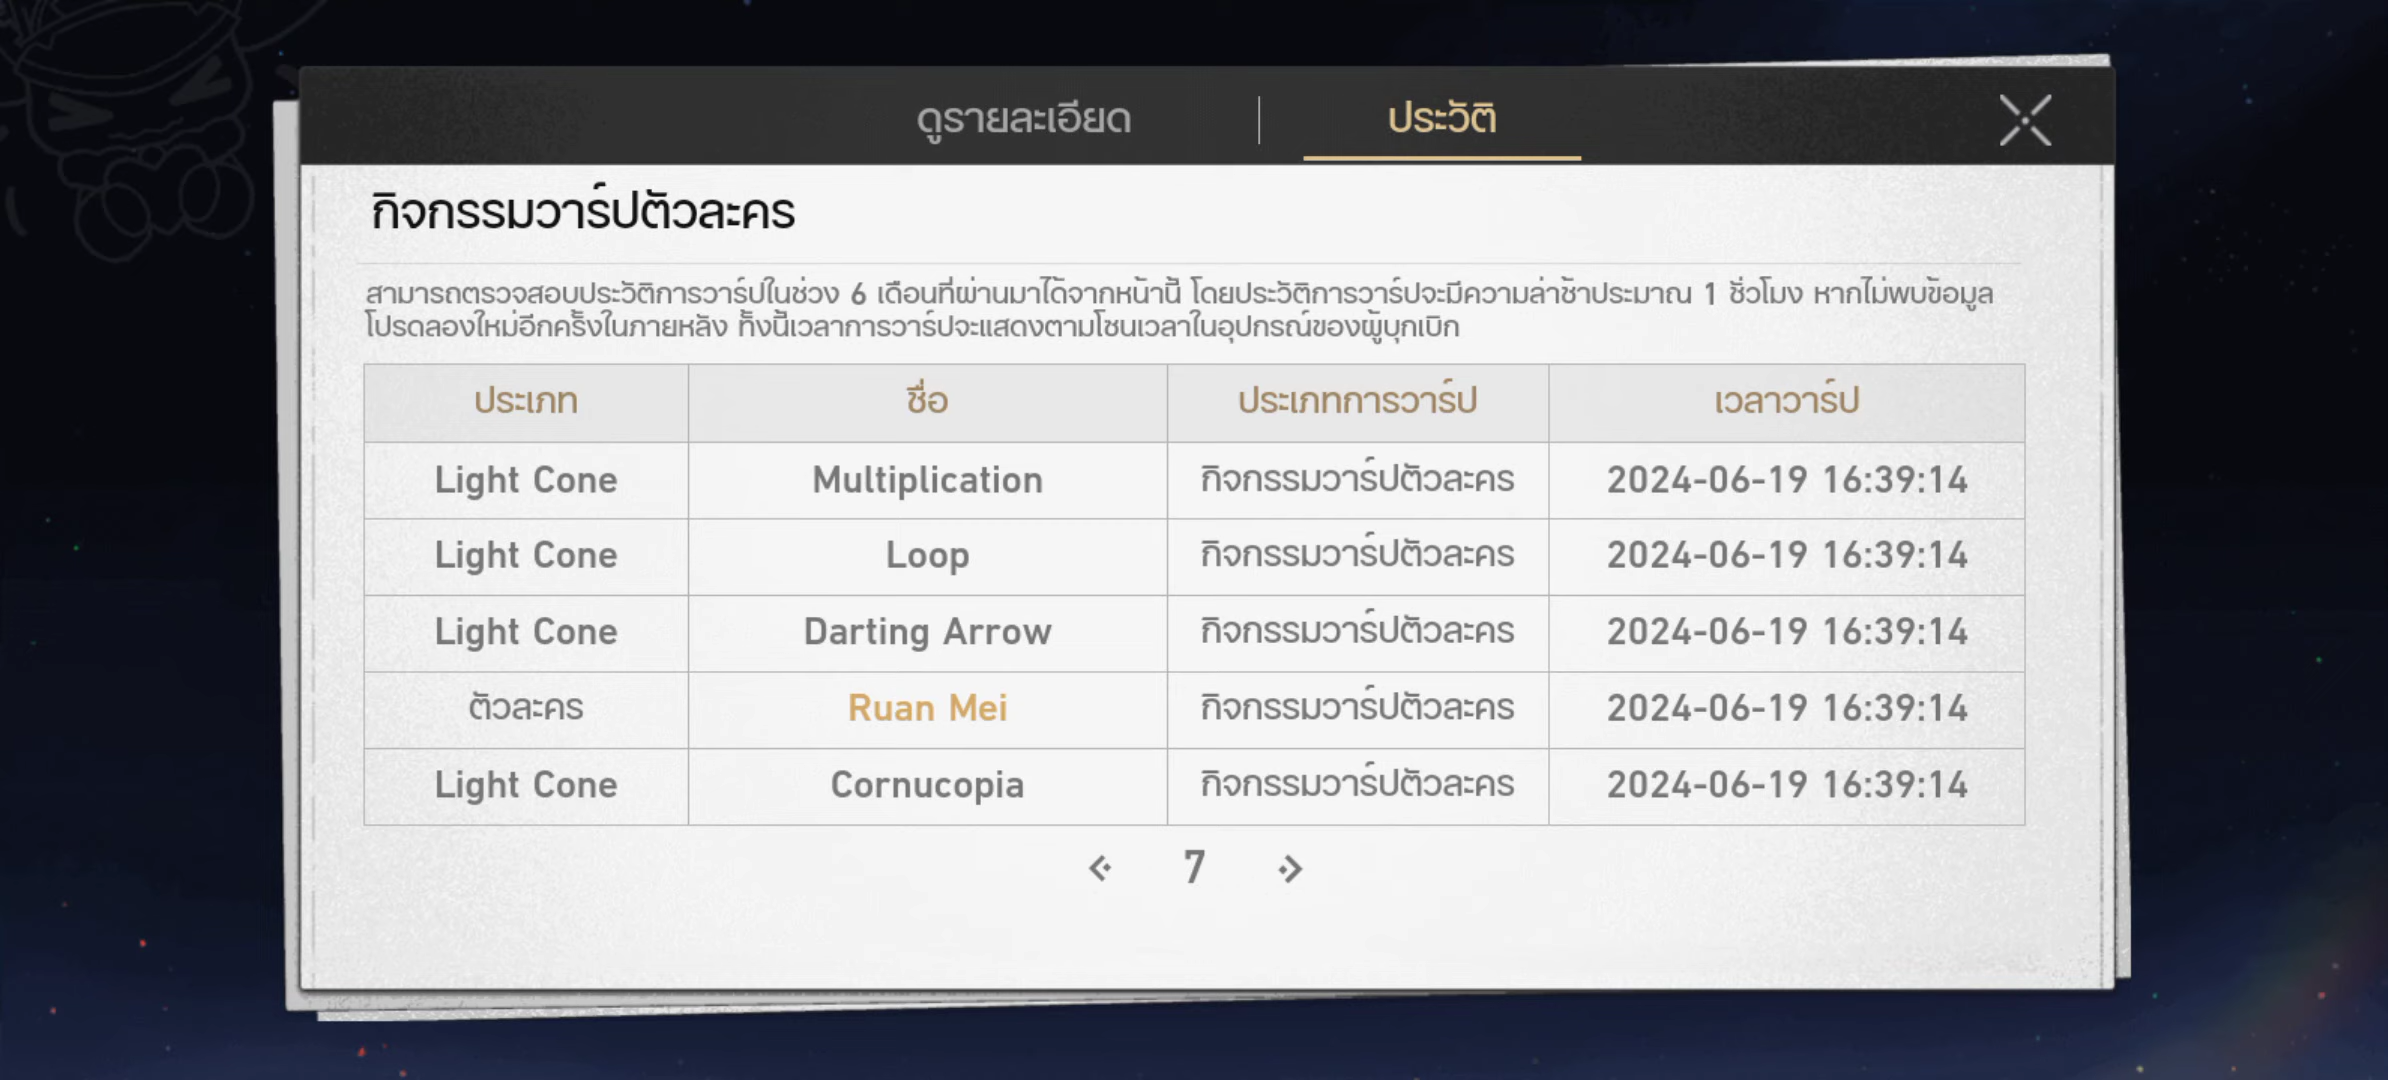 ดูรายละเอียด ประวัติ
กิจกรรมวาร์ปตัวละคร
สามารถตรวจสอบประวัติการวาร์ปในช่วง 6 เดือนที่ผ่านมาได้จากหน้านี้ โดยประวัติการวาร์ปจะมีความล่าช้าประมาณ 1 ชั่วโมง หากไม่พบข้อมูล
โปรดลองใหม่อีกครั้งในภายหลัง ทั้งนี้เวลาการวาร์ปจะแสดงตามโซนเวลาในอุปกรณ์ของผู้บุกเบิก
ประเภท ชื่อ ประเภทการวาร์ป เวลาวาร์ป
Light Cone Multiplication กิจกรรมวาร์ปตัวละคร 2024-06-19 16:39:14
Light Cone Loop กิจกรรมวาร์ปตัวละคร 2024-06-19 16:39:14
Light Cone Darting Arrow กิจกรรมวาร์ปตัวละคร 2024-06-19 16:39:14
ตัวละคร Ruan Mei กิจกรรมวาร์ปตัวละคร 2024-06-19 16:39:14
Light Cone Cornucopia กิจกรรมวาร์ปตัวละคร 2024-06-19 16:39:14
7